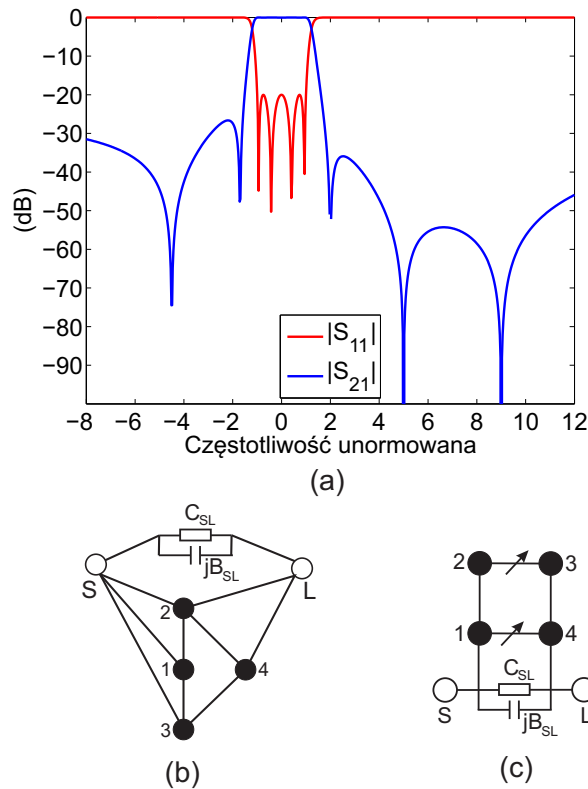 0
−10
−20
−30
−40
−50
−60
−70
−80
−90
(dB)
|S11|
|S21|
−8 −6 −4 −2 0 2 4 6 8 10 12
Częstotliwość unormowana
(a)
CSL
jBSL
S
L
2
1
4
3
(b)
2
3
1
4
CSL
S
L
jBSL
(c)